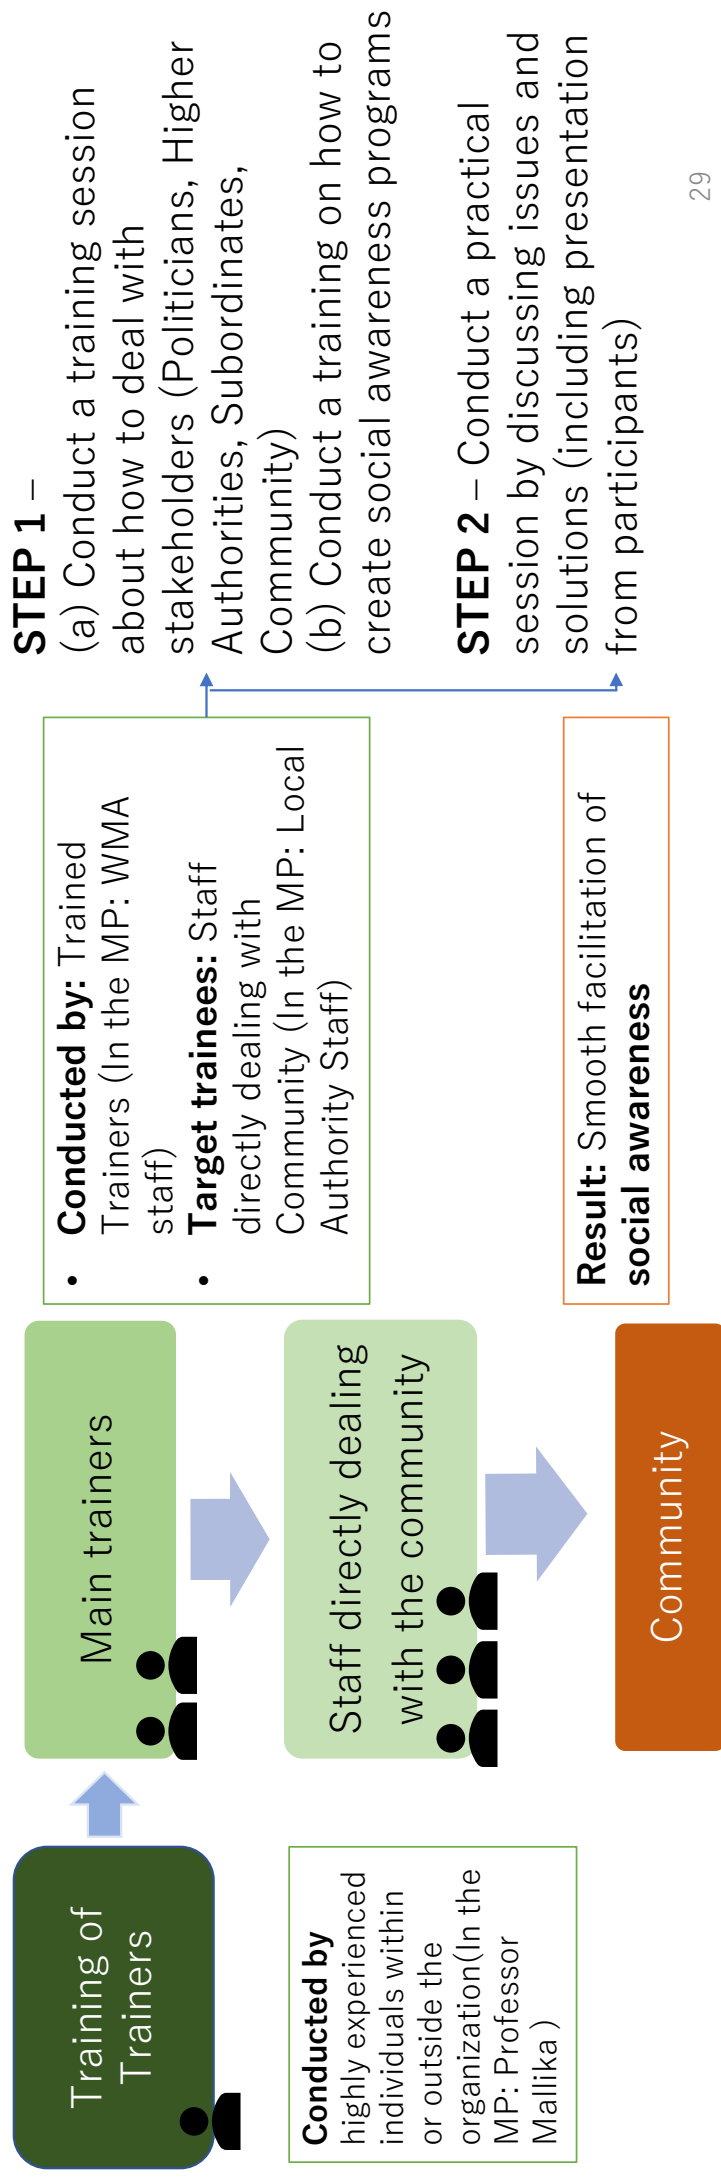 Training of
Trainers
Conducted by
highly experienced
individuals within
or outside the
organization(In the
MP: Professor
Mallika )
Main trainers
Staff directly dealing
with the community
Community
• Conducted by: Trained
Trainers (In the MP: WMA
staff)
• Target trainees: Staff
directly dealing with
Community (In the MP: Local
Authority Staff)
Result: Smooth facilitation of
social awareness
STEP 1 –
(a) Conduct a training session
about how to deal with
stakeholders (Politicians, Higher
Authorities, Subordinates,
Community)
(b) Conduct a training on how to
create social awareness programs
STEP 2 – Conduct a practical
session by discussing issues and
solutions (including presentation
from participants)
29